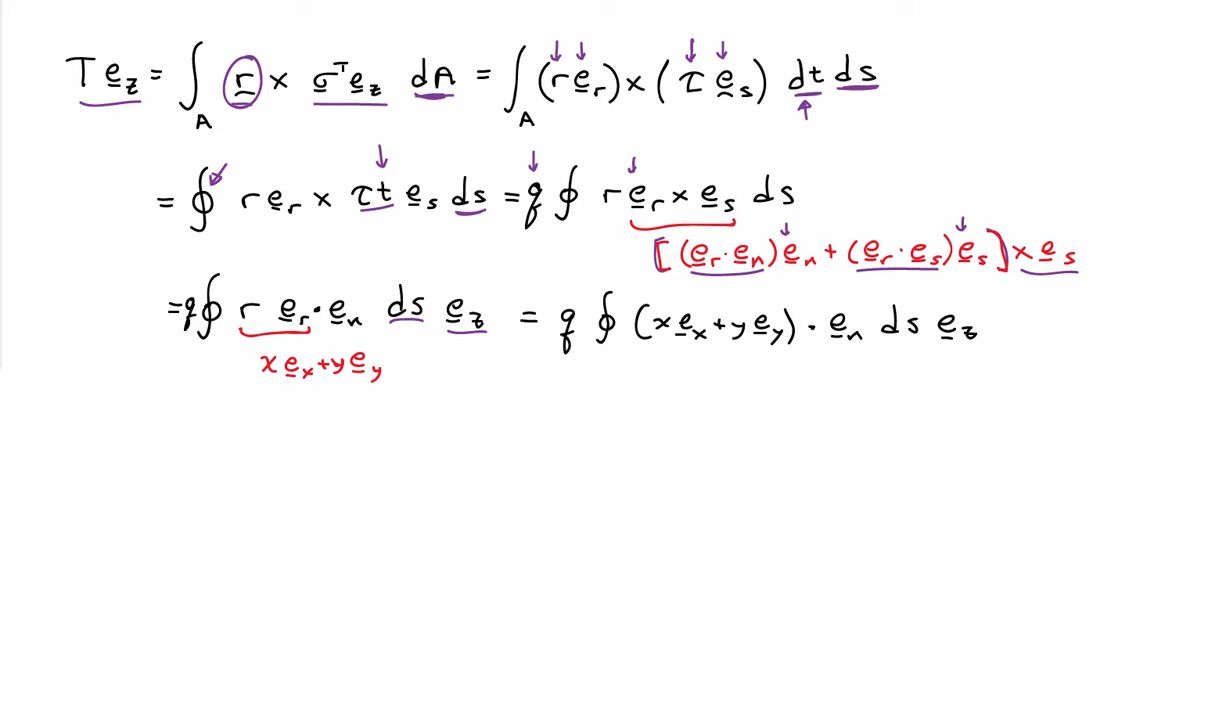 T e_z = ∫_A r × σ^T e_z dA = ∫_A (r e_r) × (τ e_s) dt ds
= ∮ r e_r × τ t e_s ds = q ∮ r e_r × e_s ds
[(e_r · e_n) e_n + (e_r · e_s) e_s] × e_s
= q ∮ r e_r · e_n ds e_z = q ∮ (x e_x + y e_y) · e_n ds e_z
x e_x + y e_y